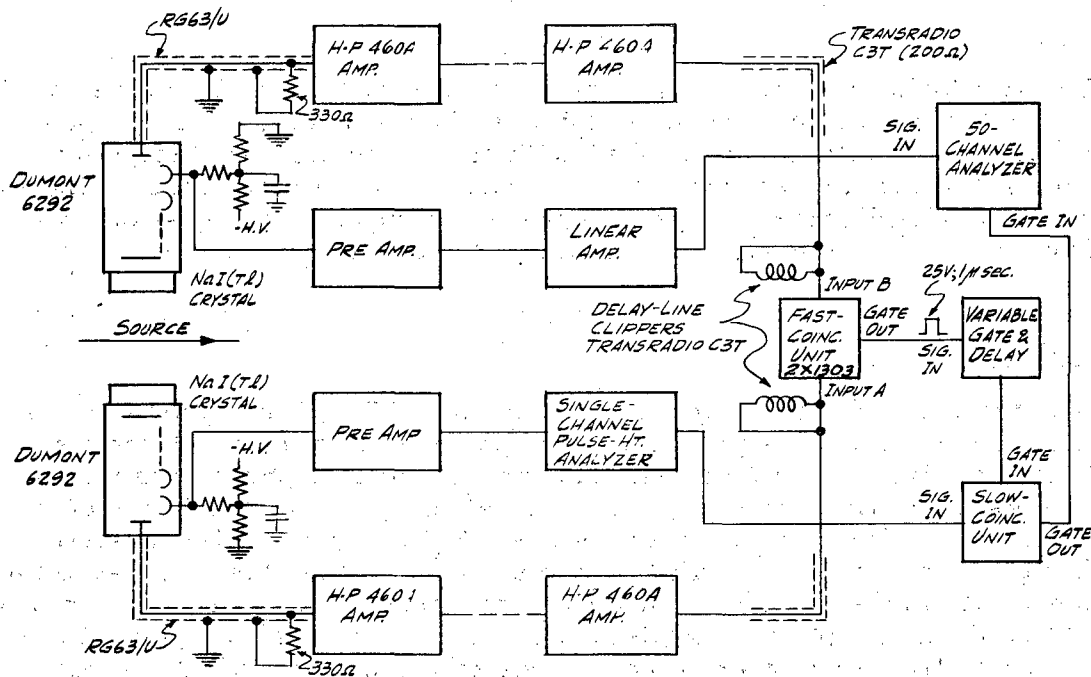 RG63/U
H-P 460A
AMP.
H-P 460A
AMP.
TRANSRADIO
C3T (200Ω)
330Ω
SIG.
IN
50-
CHANNEL
ANALYZER
DUMONT
6292
-H.V.
PRE AMP.
LINEAR
AMP.
GATE IN
NaI(Tl)
CRYSTAL
INPUT B
25V, 1μ SEC.
DELAY-LINE
CLIPPERS
TRANSRADIO C3T
FAST-
COINC.
UNIT
2X1303
GATE
OUT
SIG.
IN
VARIABLE
GATE &
DELAY
SOURCE
INPUT A
NaI(Tl)
CRYSTAL
PRE AMP
SINGLE-
CHANNEL
PULSE-HT.
ANALYZER
DUMONT
6292
-H.V.
GATE
IN
SIG.
IN
SLOW-
COINC.
UNIT
GATE
OUT
H-P 460A
AMP.
H-P 460A
AMP.
RG63/U
330Ω